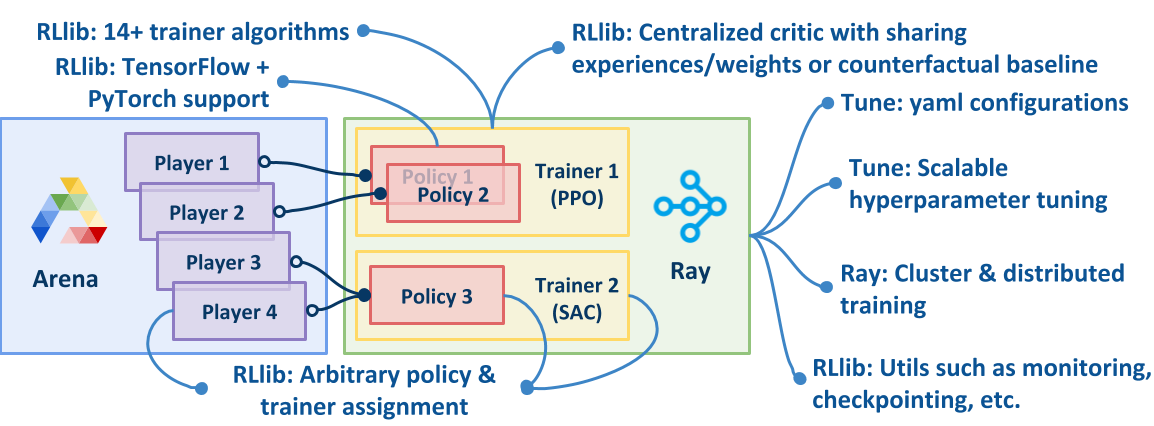 RLlib: 14+ trainer algorithms
RLlib: TensorFlow +
PyTorch support
RLlib: Centralized critic with sharing
experiences/weights or counterfactual baseline
Tune: yaml configurations
Tune: Scalable
hyperparameter tuning
Ray: Cluster & distributed
training
RLlib: Utils such as monitoring,
checkpointing, etc.
Arena
Player 1
Player 2
Player 3
Player 4
Policy 1
Policy 2
Trainer 1
(PPO)
Policy 3
Trainer 2
(SAC)
Ray
RLlib: Arbitrary policy &
trainer assignment